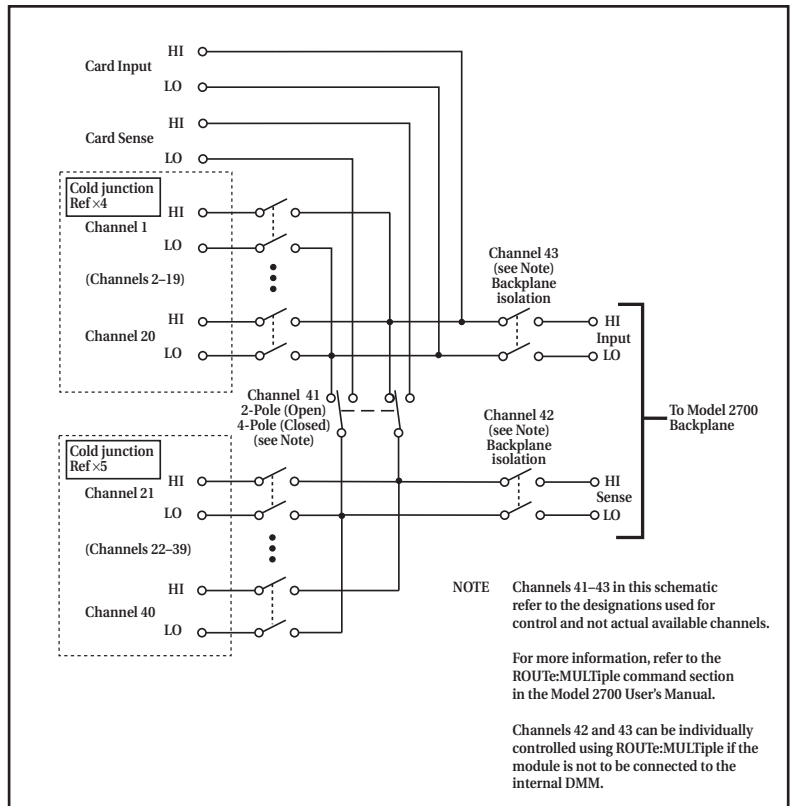 HI
Card Input
LO
HI
Card Sense
LO
Cold junction
Ref ×4
HI
Channel 1
LO
(Channels 2–19)
HI
Channel 20
LO
Channel 43
(see Note)
Backplane
isolation
HI
Input
LO
Channel 41
2-Pole (Open)
4-Pole (Closed)
(see Note)
Channel 42
(see Note)
Backplane
isolation
To Model 2700
Backplane
Cold junction
Ref ×5
HI
Channel 21
LO
(Channels 22–39)
HI
Channel 40
LO
HI
Sense
LO
NOTE Channels 41–43 in this schematic
refer to the designations used for
control and not actual available channels.
For more information, refer to the
ROUTe:MULTiple command section
in the Model 2700 User's Manual.
Channels 42 and 43 can be individually
controlled using ROUTe:MULTiple if the
module is not to be connected to the
internal DMM.